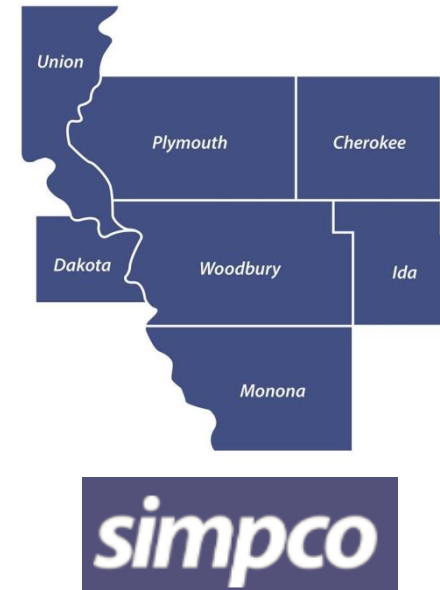 Union
Plymouth
Cherokee
Dakota
Woodbury
Ida
Monona
simpco